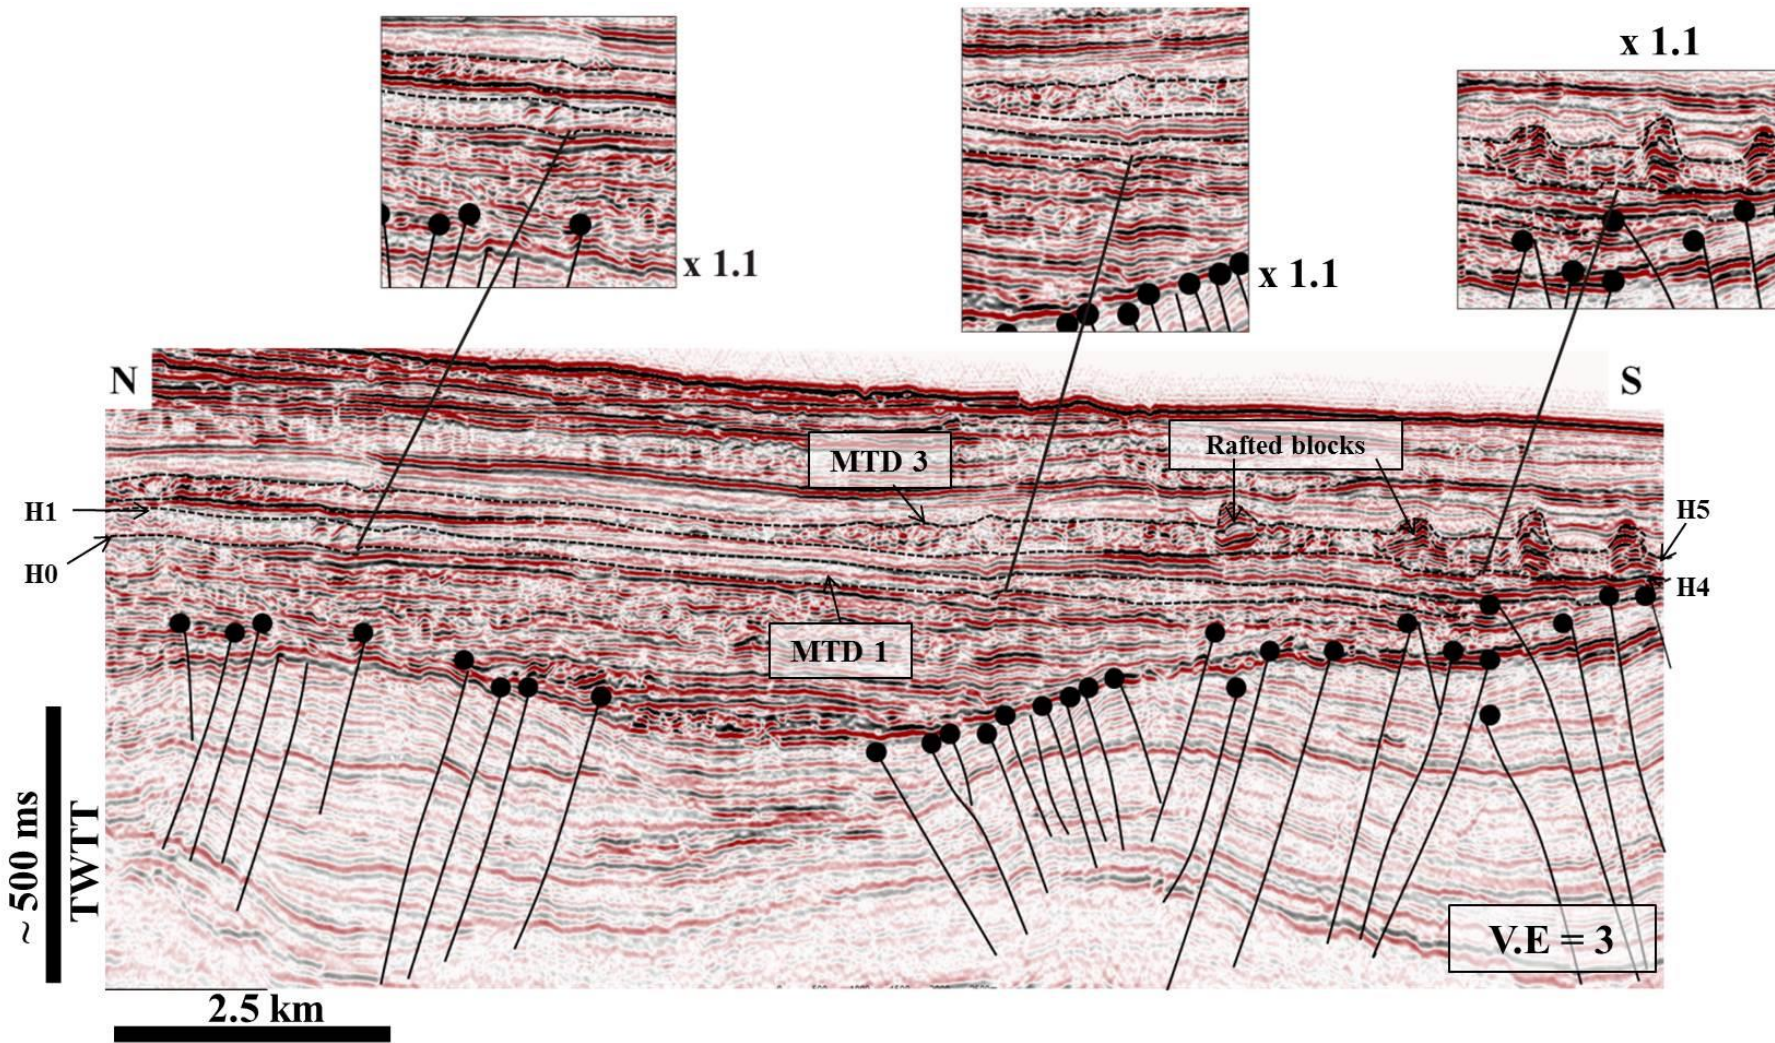 x 1.1
x 1.1
x 1.1
N
S
MTD 3
Rafted blocks
H1
H5
H0
H4
MTD 1
~ 500 ms
TWTT
V.E = 3
2.5 km